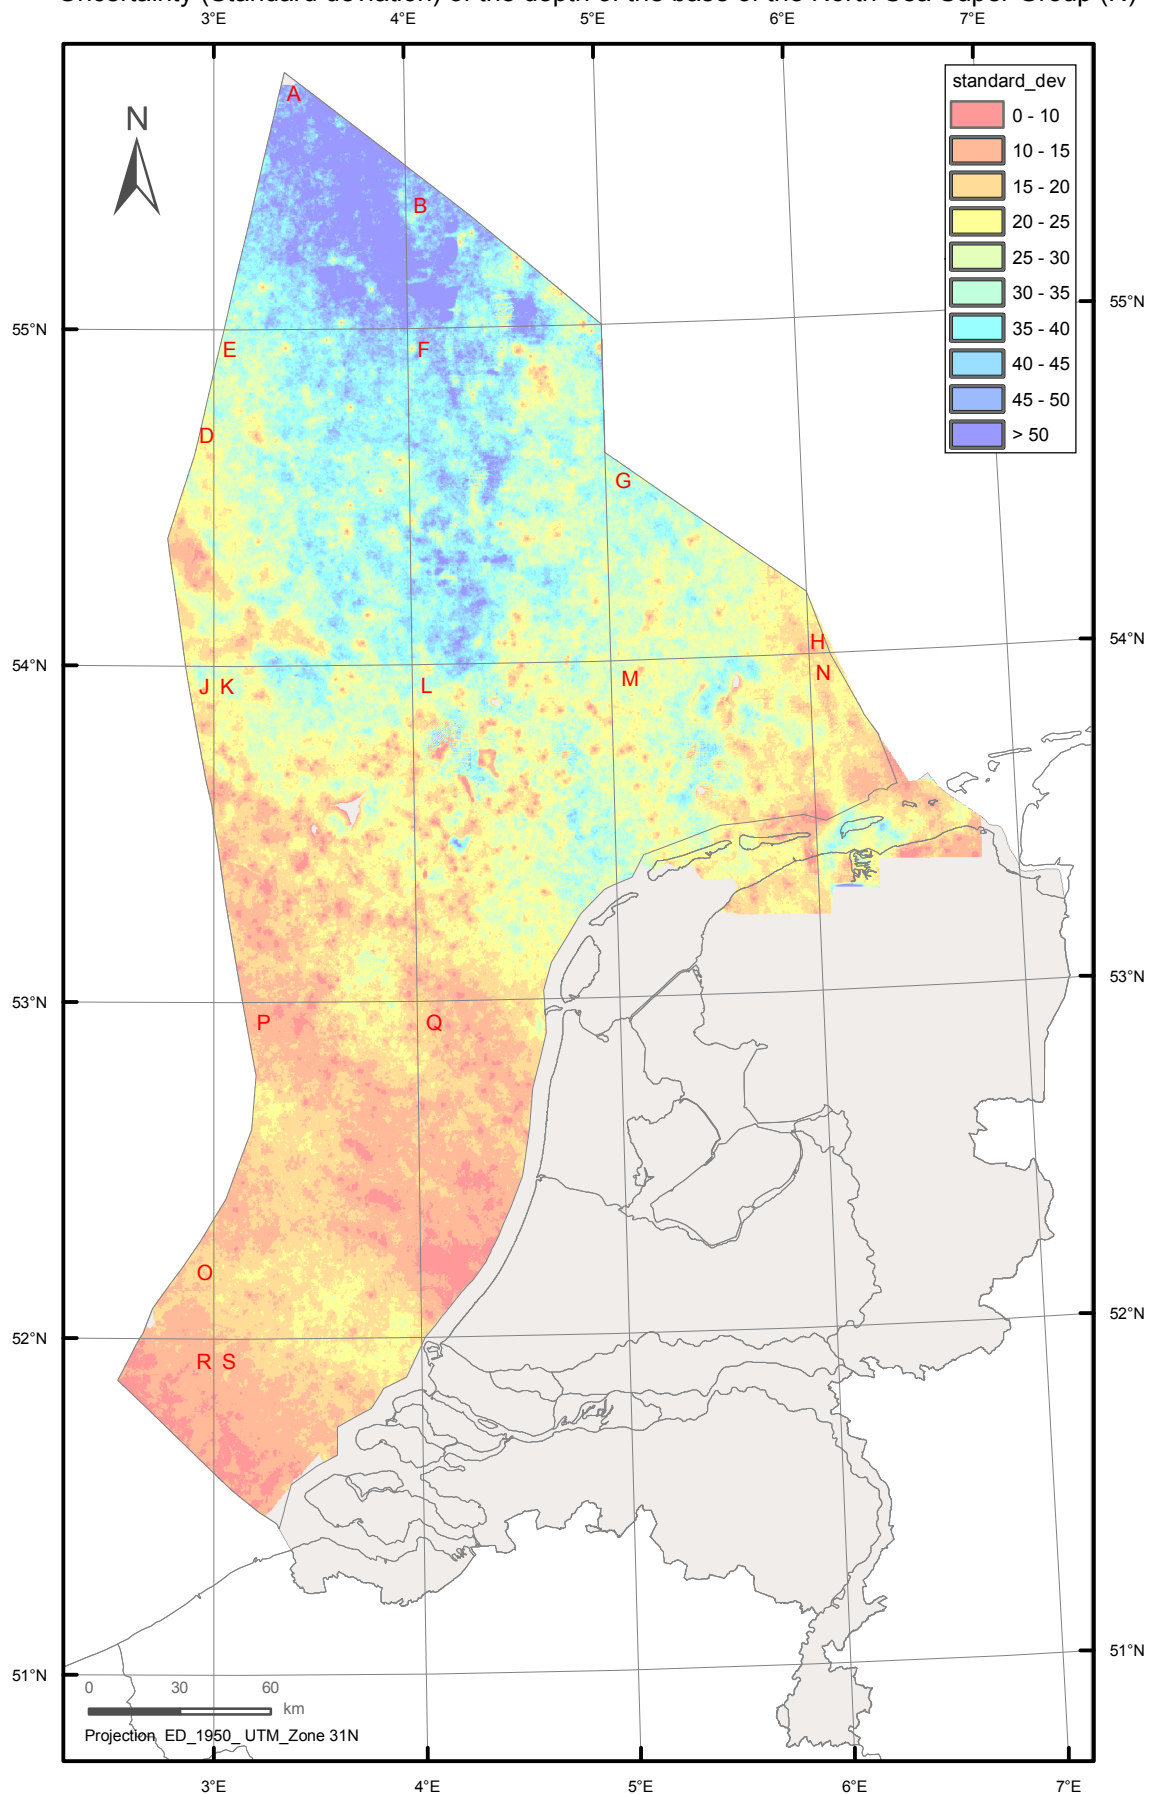 Uncertainty (Standard deviation) of the depth of the base of the North Sea Super Group (N)
3°E 4°E 5°E 6°E 7°E
N
standard_dev
0 - 10
10 - 15
15 - 20
20 - 25
25 - 30
30 - 35
35 - 40
40 - 45
45 - 50
> 50
A
B
55°N 55°N
E F
D
G
54°N 54°N
H
J K L M N
53°N 53°N
P Q
O
52°N 52°N
R S
51°N 51°N
0 30 60
km
Projection ED_1950_ UTM_Zone 31N
3°E 4°E 5°E 6°E 7°E